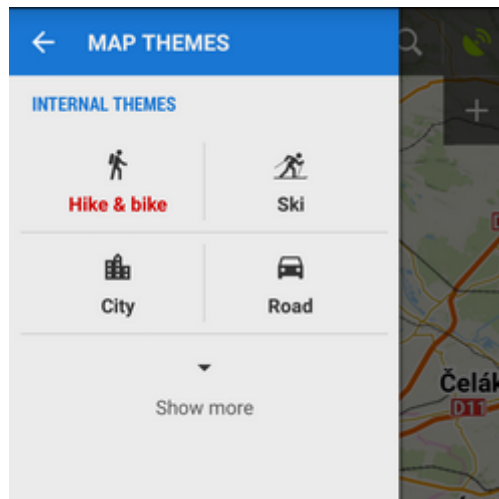 MAP THEMES
INTERNAL THEMES
Hike & bike
Ski
City
Road
Show more
Čelák
D11